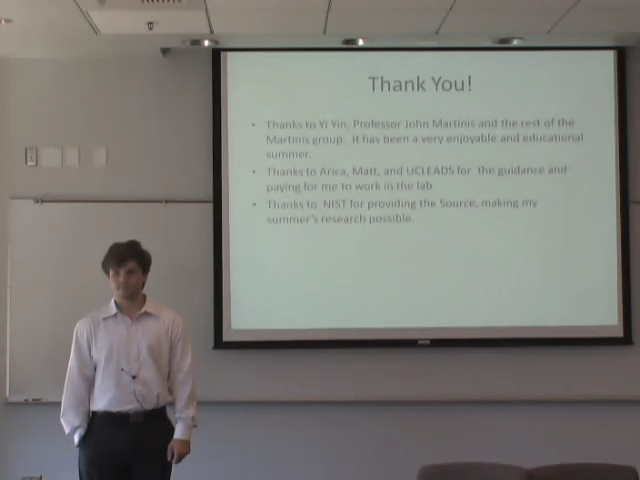 Thank You!
• Thanks to Yi Yin, Professor John Martinis and the rest of the
Martinis group.  It has been a very enjoyable and educational
summer.
• Thanks to Arica, Matt, and UCLEADS for  the guidance and
paying for me to work in the lab.
• Thanks to  NIST for providing the Source, making my
summer's research possible.